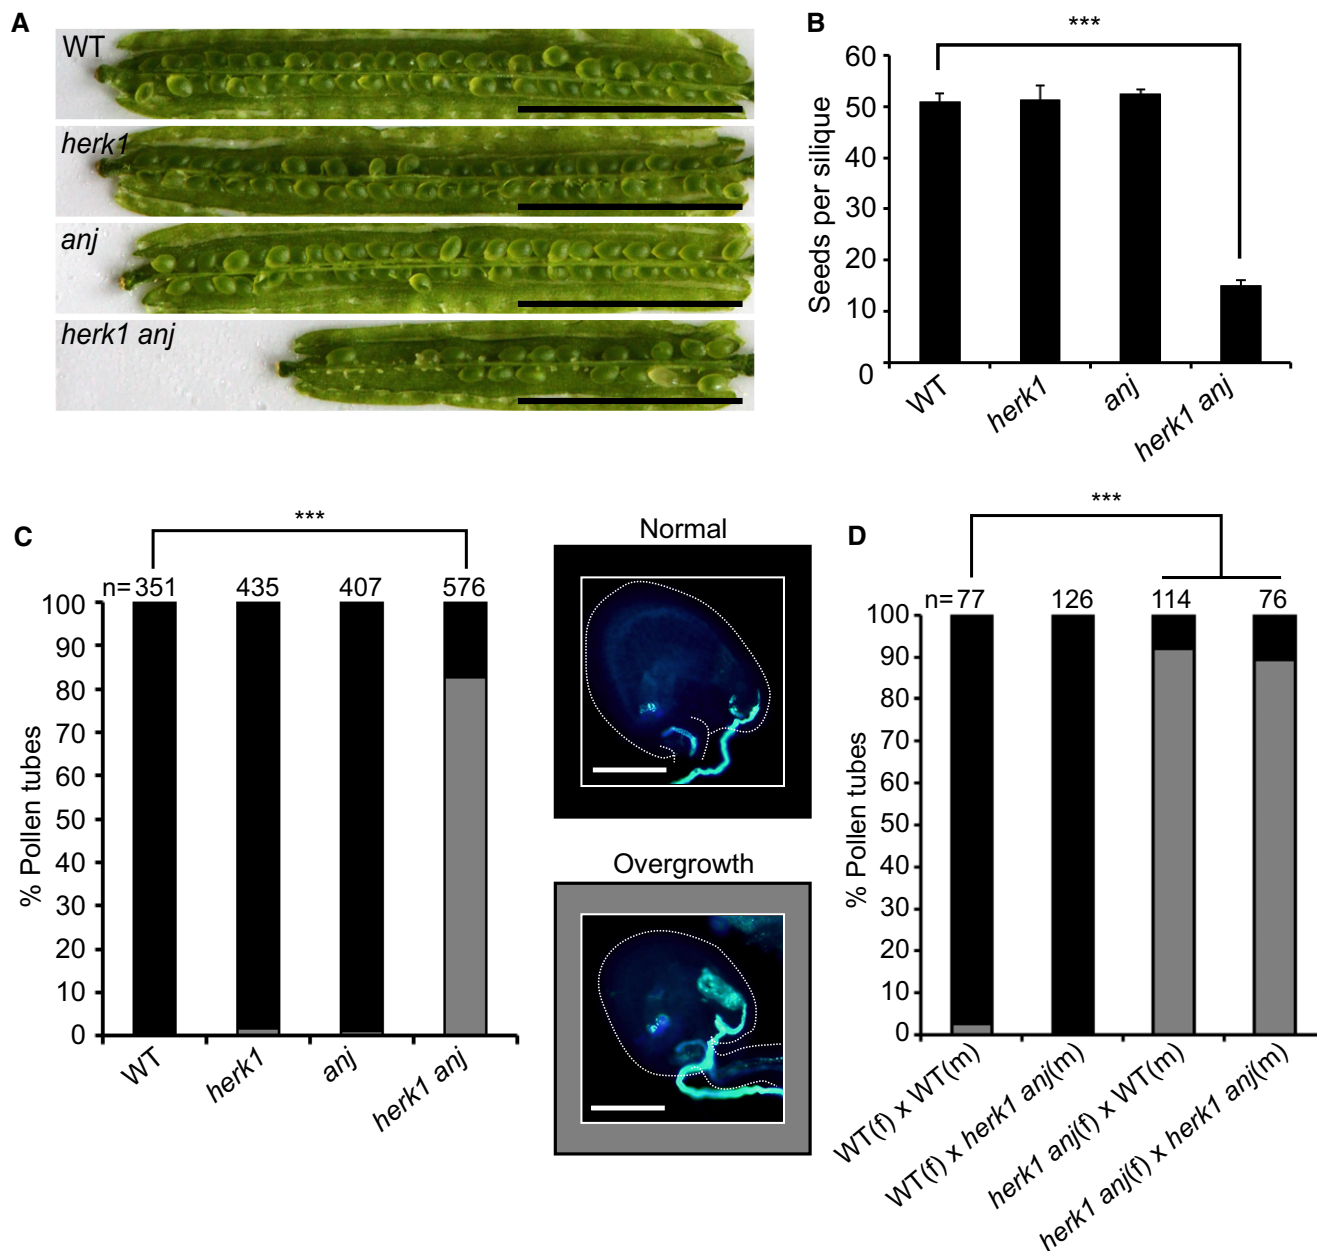 A
WT
herk1
anj
herk1 anj
B
***
Seeds per silique
60
50
40
30
20
10
0
WT
herk1
anj
herk1 anj
C
***
n= 351 435 407 576
% Pollen tubes
100
90
80
70
60
50
40
30
20
10
0
WT
herk1
anj
herk1 anj
Normal
Overgrowth
D
***
n= 77 126 114 76
% Pollen tubes
100
90
80
70
60
50
40
30
20
10
0
WT(f) x WT(m)
WT(f) x herk1 anj(m)
herk1 anj(f) x WT(m)
herk1 anj(f) x herk1 anj(m)